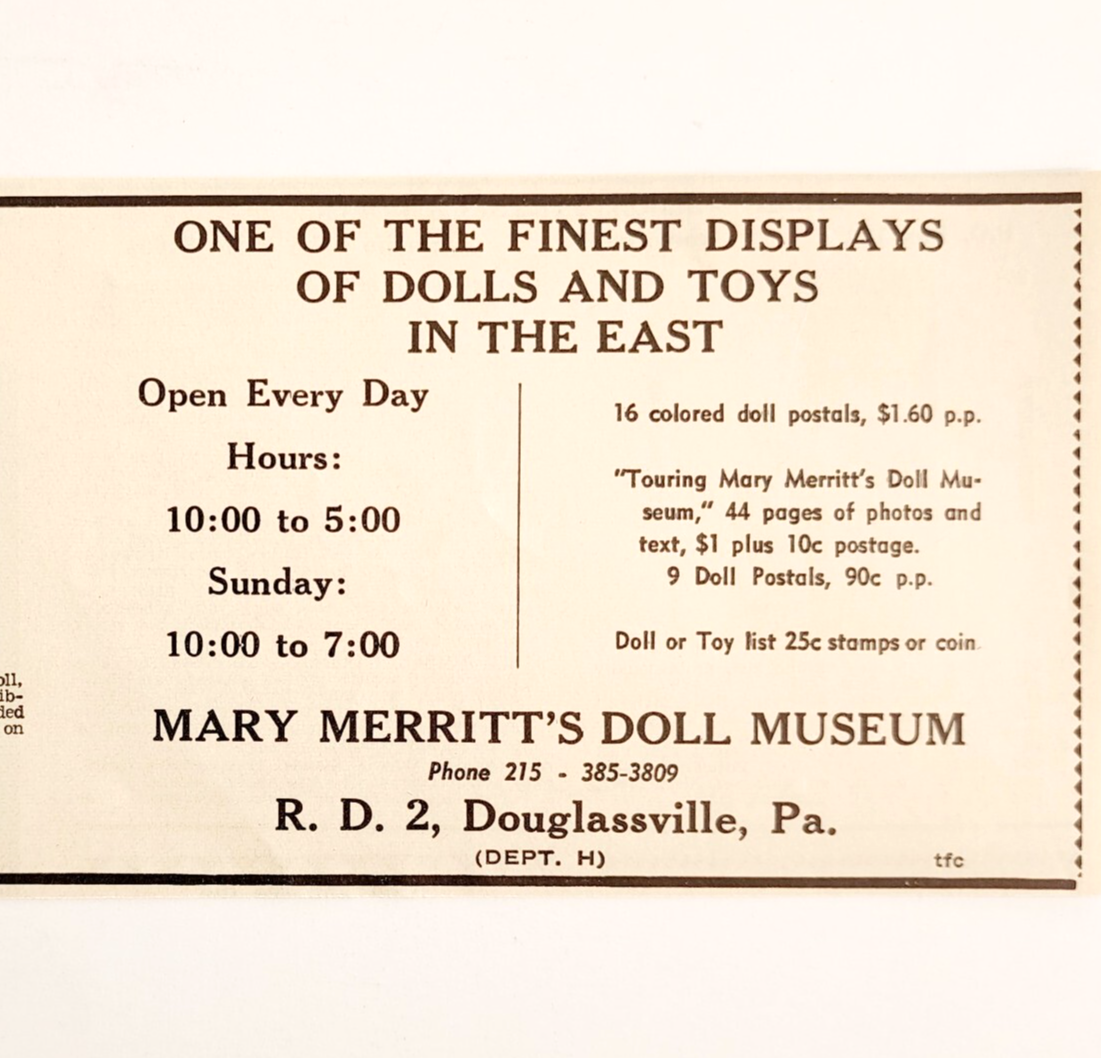 ONE OF THE FINEST DISPLAYS
OF DOLLS AND TOYS
IN THE EAST
Open Every Day
Hours:
10:00 to 5:00
Sunday:
10:00 to 7:00
16 colored doll postals, $1.60 p.p.
"Touring Mary Merritt's Doll Mu-
seum," 44 pages of photos and
text, $1 plus 10c postage.
9 Doll Postals, 90c p.p.
Doll or Toy list 25c stamps or coin.
MARY MERRITT'S DOLL MUSEUM
Phone 215 - 385-3809
R. D. 2, Douglassville, Pa.
(DEPT. H)
tfc
on